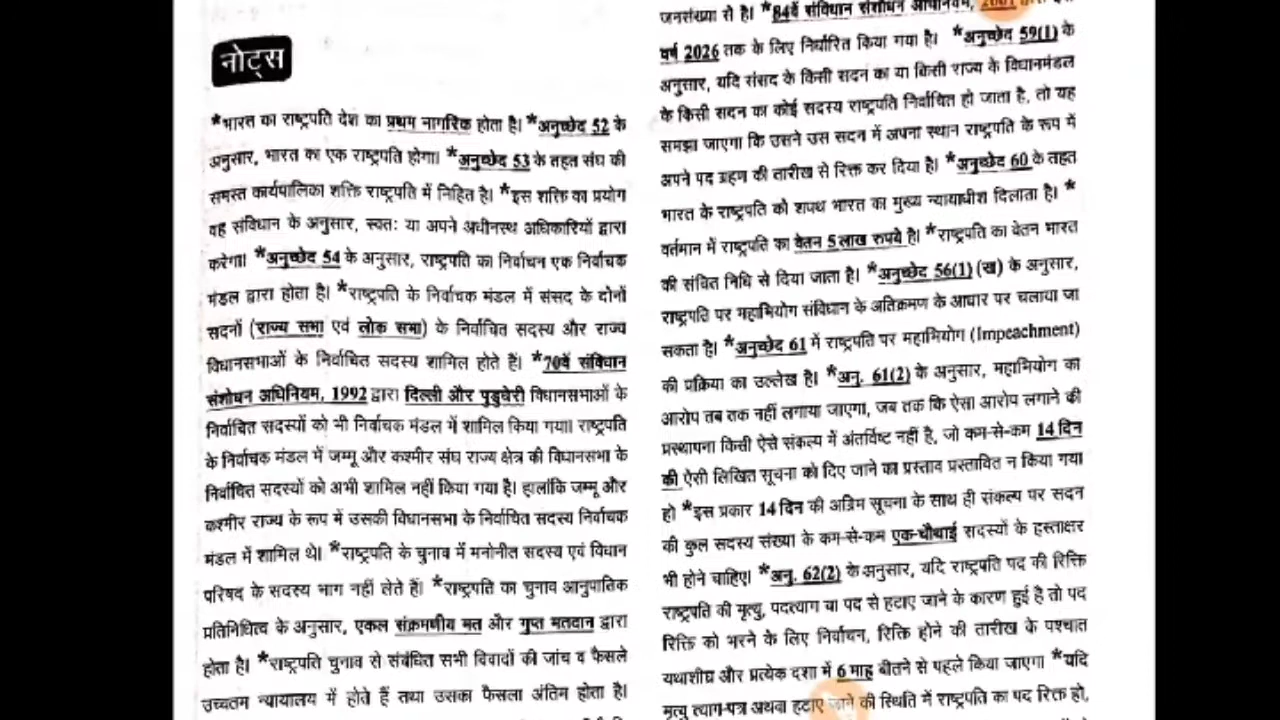 नोट्स
*भारत का राष्ट्रपति देश का प्रथम नागरिक होता है। *अनुच्छेद 52 के
अनुसार, भारत का एक राष्ट्रपति होगा। *अनुच्छेद 53 के तहत संघ की
समस्त कार्यपालिका शक्ति राष्ट्रपति में निहित है। *इस शक्ति का प्रयोग
वह संविधान के अनुसार, स्वतः या अपने अधीनस्थ अधिकारियों द्वारा
करेगा। *अनुच्छेद 54 के अनुसार, राष्ट्रपति का निर्वाचन एक निर्वाचक
मंडल द्वारा होता है। *राष्ट्रपति के निर्वाचक मंडल में संसद के दोनों
सदनों (राज्य सभा एवं लोक सभा) के निर्वाचित सदस्य और राज्य
विधानसभाओं के निर्वाचित सदस्य शामिल होते हैं। *70वें संविधान
संशोधन अधिनियम, 1992 द्वारा दिल्ली और पुडुचेरी विधानसभाओं के
निर्वाचित सदस्यों को भी निर्वाचक मंडल में शामिल किया गया। राष्ट्रपति
के निर्वाचक मंडल में जम्मू और कश्मीर संघ राज्य क्षेत्र की विधानसभा के
निर्वाचित सदस्यों को अभी शामिल नहीं किया गया है। हालांकि जम्मू और
कश्मीर राज्य के रूप में उसकी विधानसभा के निर्वाचित सदस्य निर्वाचक
मंडल में शामिल थे। *राष्ट्रपति के चुनाव में मनोनीत सदस्य एवं विधान
परिषद के सदस्य भाग नहीं लेते हैं। *राष्ट्रपति का चुनाव आनुपातिक
प्रतिनिधित्व के अनुसार, एकल संक्रमणीय मत और गुप्त मतदान द्वारा
होता है। *राष्ट्रपति चुनाव से संबंधित सभी विवादों की जांच व फैसले
उच्चतम न्यायालय में होते हैं तथा उसका फैसला अंतिम होता है।
जनसंख्या से है। *84वें संविधान संशोधन अधिनियम, 2001 द्वारा इसे
वर्ष 2026 तक के लिए निर्धारित किया गया है। *अनुच्छेद 59(1) के
अनुसार, यदि संसद के किसी सदन का या किसी राज्य के विधानमंडल
के किसी सदन का कोई सदस्य राष्ट्रपति निर्वाचित हो जाता है, तो यह
समझा जाएगा कि उसने उस सदन में अपना स्थान राष्ट्रपति के रूप में
अपने पद ग्रहण की तारीख से रिक्त कर दिया है। *अनुच्छेद 60 के तहत
भारत के राष्ट्रपति को शपथ भारत का मुख्य न्यायाधीश दिलाता है। *
वर्तमान में राष्ट्रपति का वेतन 5 लाख रुपये है। *राष्ट्रपति का वेतन भारत
की संचित निधि से दिया जाता है। *अनुच्छेद 56(1) (ख) के अनुसार,
राष्ट्रपति पर महाभियोग संविधान के अतिक्रमण के आधार पर चलाया जा
सकता है। *अनुच्छेद 61 में राष्ट्रपति पर महाभियोग (Impeachment)
की प्रक्रिया का उल्लेख है। *अनु. 61(2) के अनुसार, महाभियोग का
आरोप तब तक नहीं लगाया जाएगा, जब तक कि ऐसा आरोप लगाने की
प्रस्थापना किसी ऐसे संकल्प में अंतर्विष्ट नहीं है, जो कम-से-कम 14 दिन
की ऐसी लिखित सूचना को दिए जाने का प्रस्ताव प्रस्तावित न किया गया
हो *इस प्रकार 14 दिन की अग्रिम सूचना के साथ ही संकल्प पर सदन
की कुल सदस्य संख्या के कम-से-कम एक-चौथाई सदस्यों के हस्ताक्षर
भी होने चाहिए। *अनु. 62(2) के अनुसार, यदि राष्ट्रपति पद की रिक्ति
राष्ट्रपति की मृत्यु, पदत्याग या पद से हटाए जाने के कारण हुई है तो पद
रिक्ति को भरने के लिए निर्वाचन, रिक्ति होने की तारीख के पश्चात
यथाशीघ्र और प्रत्येक दशा में 6 माह बीतने से पहले किया जाएगा *यदि
मृत्यु त्याग-पत्र अथवा हटाए जाने की स्थिति में राष्ट्रपति का पद रिक्त हो,